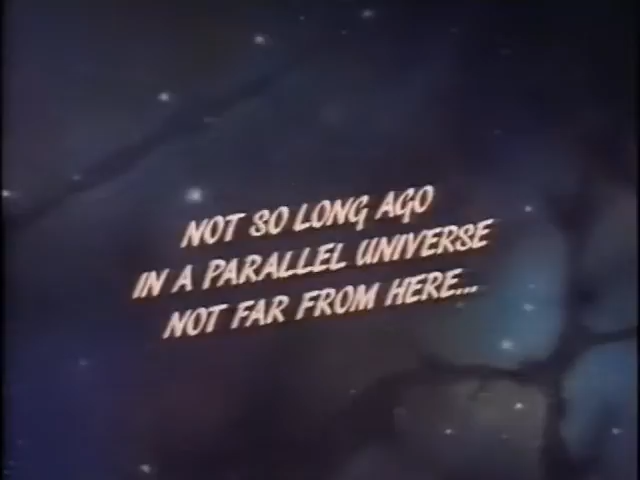 NOT SO LONG AGO
IN A PARALLEL UNIVERSE
NOT FAR FROM HERE...